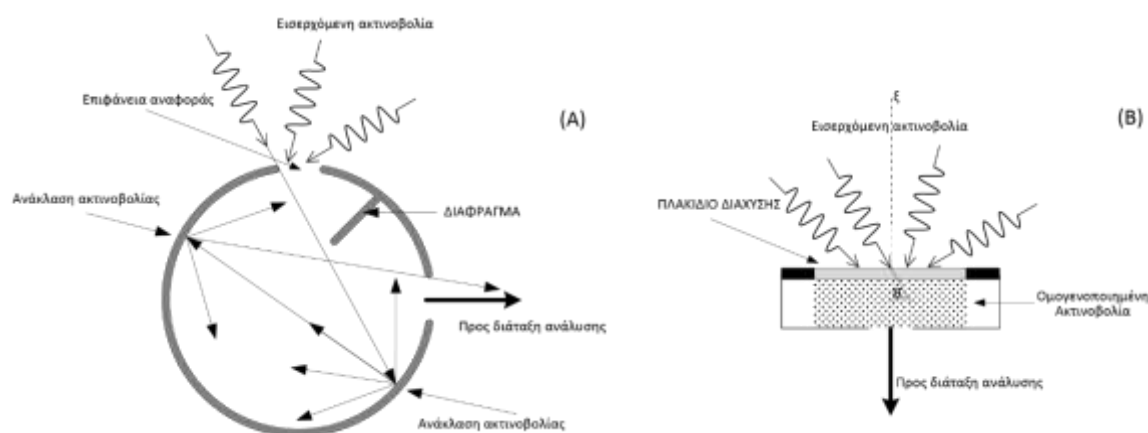 Εισερχόμενη ακτινοβολία
Επιφάνεια αναφοράς
(A)
Ανάκλαση ακτινοβολίας
ΔΙΑΦΡΑΓΜΑ
Προς διάταξη ανάλυσης
Ανάκλαση ακτινοβολίας
ξ
(B)
Εισερχόμενη ακτινοβολία
ΠΛΑΚΙΔΙΟ ΔΙΑΧΥΣΗΣ
Ομογενοποιημένη
Ακτινοβολία
Προς διάταξη ανάλυσης